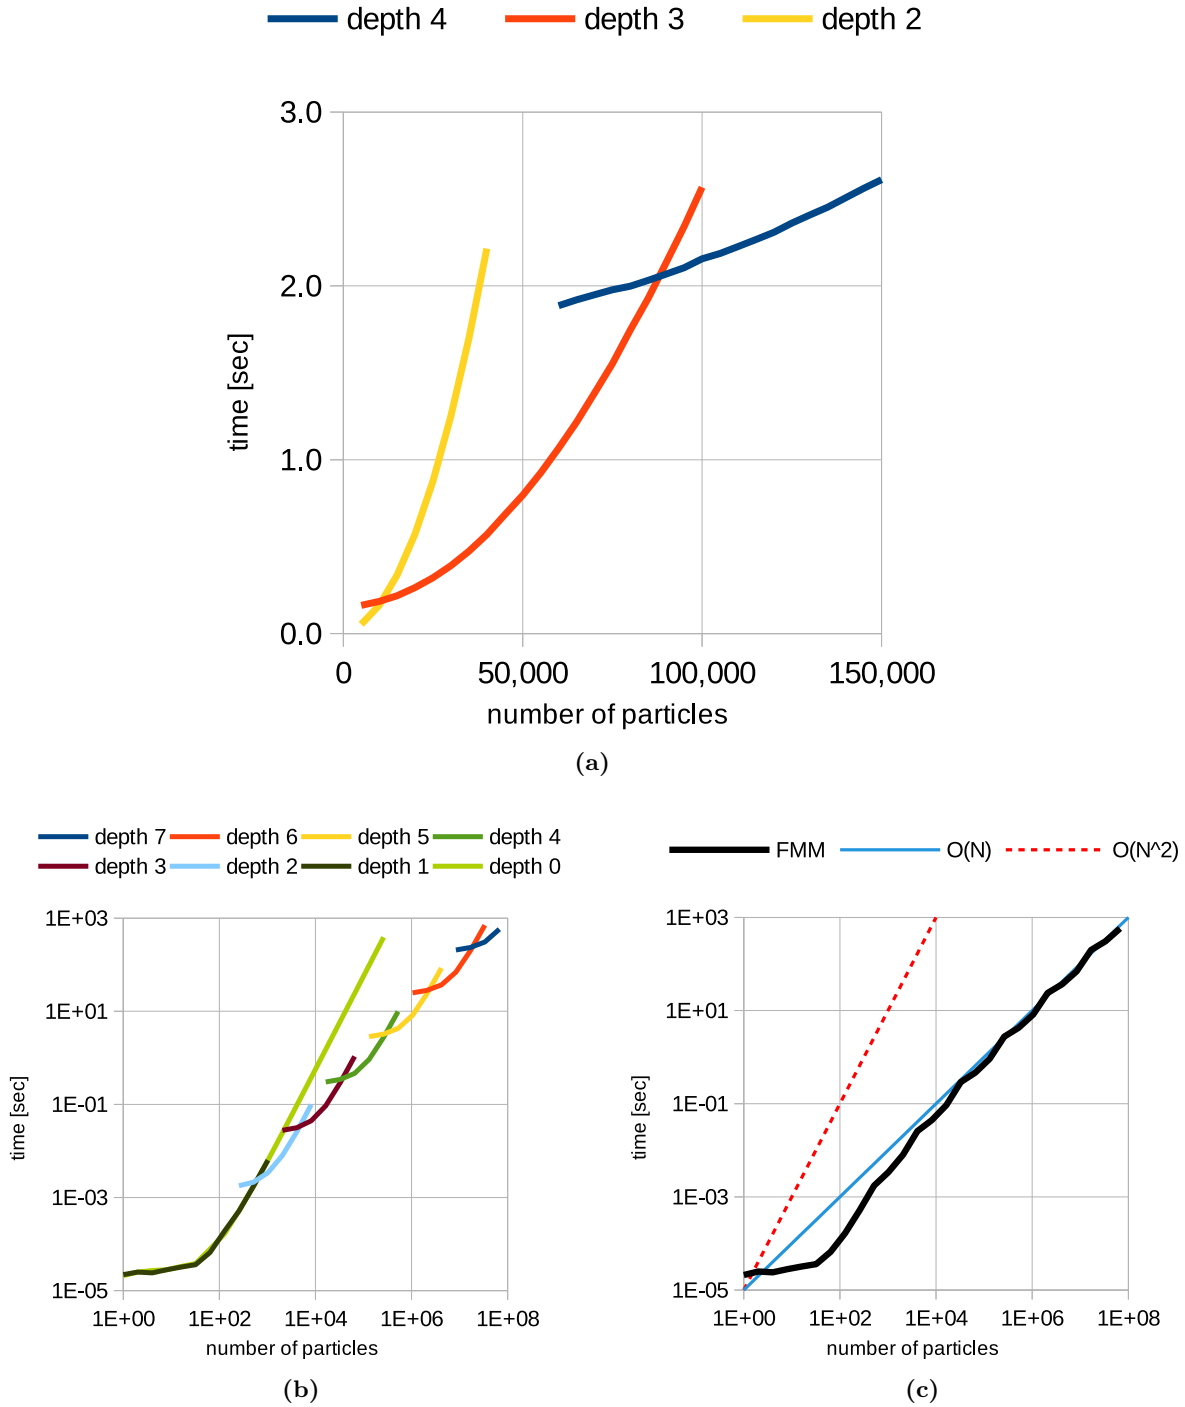 depth 4 depth 3 depth 2
3.0
2.0
1.0
0.0
time [sec]
0 50,000 100,000 150,000
number of particles
(a)
depth 7 depth 6 depth 5 depth 4
depth 3 depth 2 depth 1 depth 0
1E+03
1E+01
1E-01
1E-03
1E-05
time [sec]
1E+00 1E+02 1E+04 1E+06 1E+08
number of particles
(b)
FMM O(N) O(N^2)
1E+03
1E+01
1E-01
1E-03
1E-05
time [sec]
1E+00 1E+02 1E+04 1E+06 1E+08
number of particles
(c)